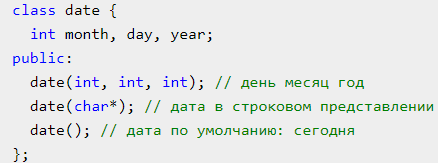 class date {
int month, day, year;
public:
date(int, int, int); // день месяц год
date(char*); // дата в строковом представлении
date(); // дата по умолчанию: сегодня
};